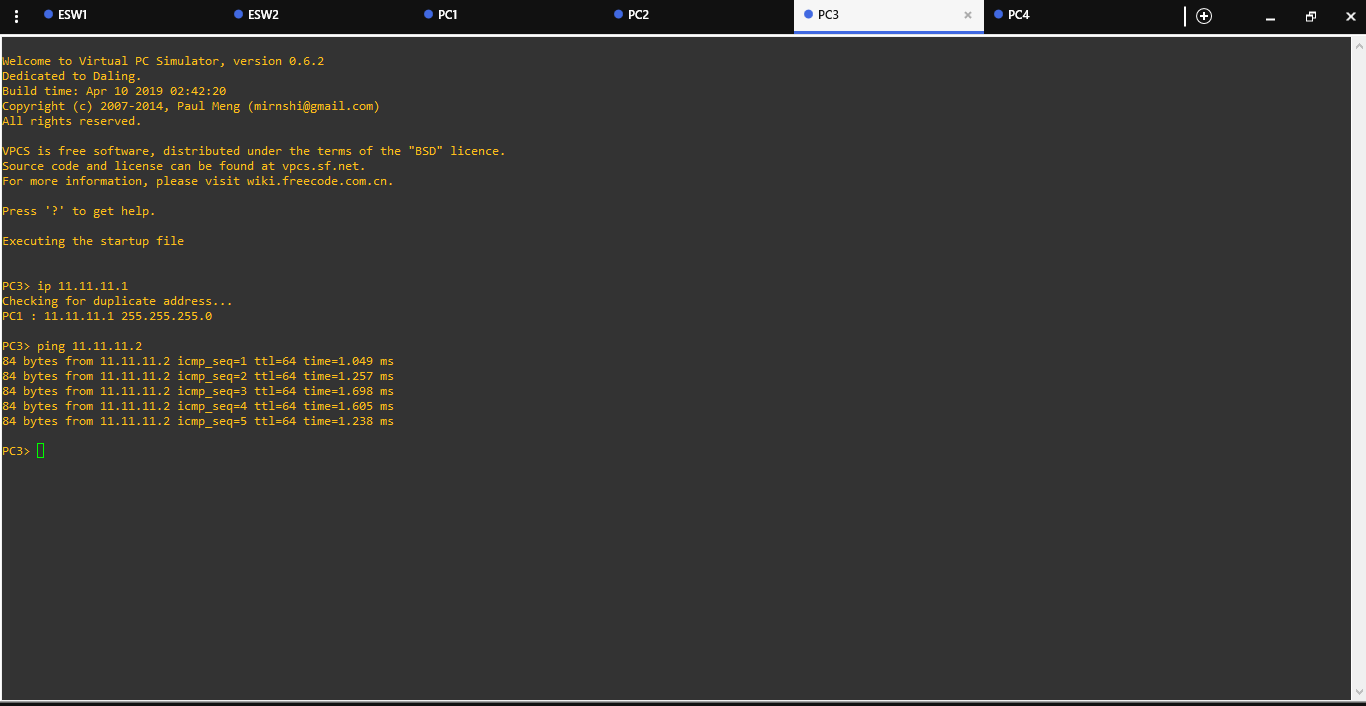 ESW1 ESW2 PC1 PC2 PC3 PC4
Welcome to Virtual PC Simulator, version 0.6.2
Dedicated to Daling.
Build time: Apr 10 2019 02:42:20
Copyright (c) 2007-2014, Paul Meng (mirnshi@gmail.com)
All rights reserved.
VPCS is free software, distributed under the terms of the "BSD" licence.
Source code and license can be found at vpcs.sf.net.
For more information, please visit wiki.freecode.com.cn.
Press '?' to get help.
Executing the startup file
PC3> ip 11.11.11.1
Checking for duplicate address...
PC1 : 11.11.11.1 255.255.255.0
PC3> ping 11.11.11.2
84 bytes from 11.11.11.2 icmp_seq=1 ttl=64 time=1.049 ms
84 bytes from 11.11.11.2 icmp_seq=2 ttl=64 time=1.257 ms
84 bytes from 11.11.11.2 icmp_seq=3 ttl=64 time=1.698 ms
84 bytes from 11.11.11.2 icmp_seq=4 ttl=64 time=1.605 ms
84 bytes from 11.11.11.2 icmp_seq=5 ttl=64 time=1.238 ms
PC3>